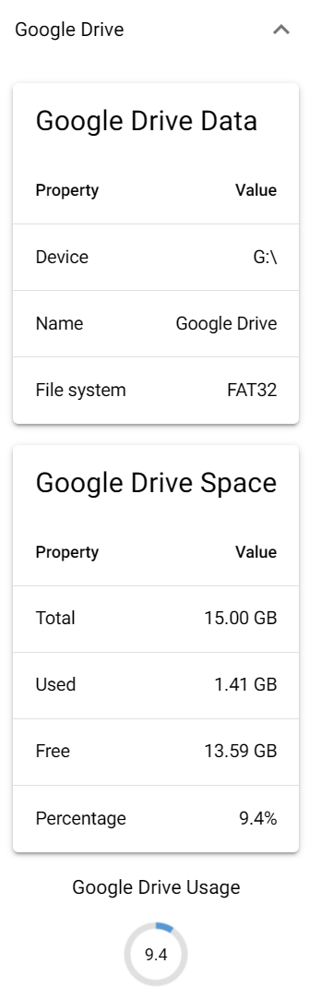 Google Drive
Google Drive Data
Property Value
Device G:\
Name Google Drive
File system FAT32
Google Drive Space
Property Value
Total 15.00 GB
Used 1.41 GB
Free 13.59 GB
Percentage 9.4%
Google Drive Usage
9.4